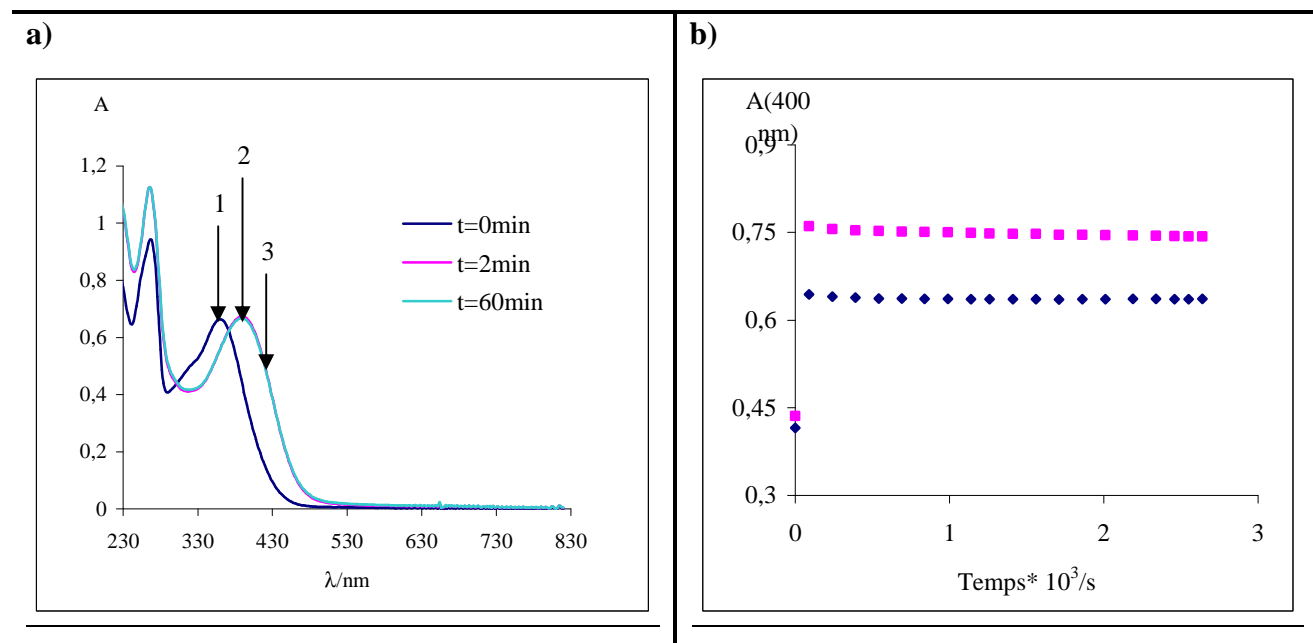 a)
A
1,2
1
0,8
0,6
0,4
0,2
0
230 330 430 530 630 730 830
λ/nm
1
2
3
t=0min
t=2min
t=60min
b)
A(400
nm)
0,9
0,75
0,6
0,45
0,3
0 1 2 3
Temps* 10³/s